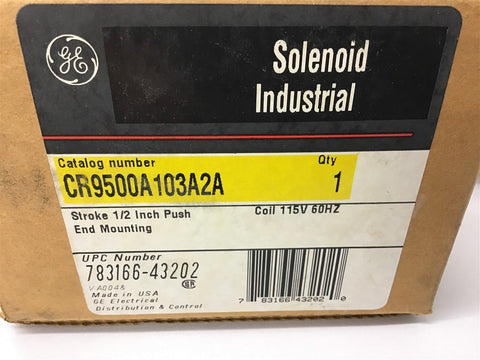 GE
Solenoid
Industrial
Catalog number Qty
CR9500A103A2A 1
Stroke 1/2 Inch Push Coil 115V 60HZ
End Mounting
UPC Number
783166-43202
Made in USA
GE Electrical
Distribution & Control
7 83166 43202 0